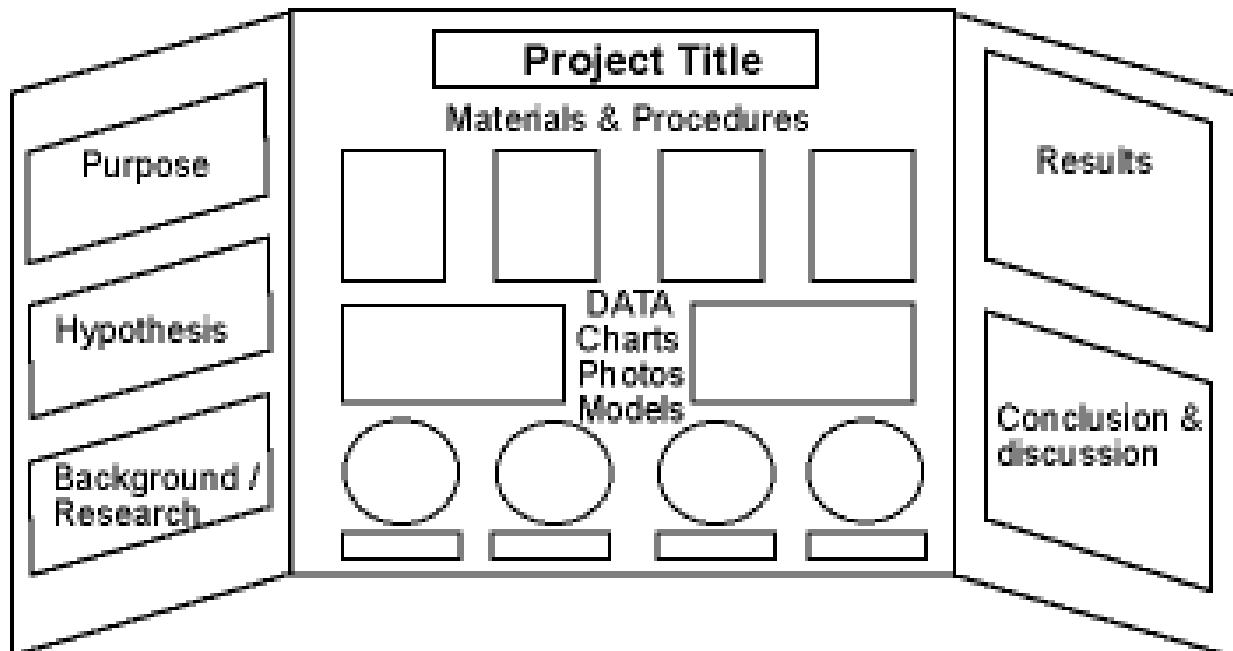 Purpose
Hypothesis
Background /
Research
Project Title
Materials & Procedures
DATA
Charts
Photos
Models
Results
Conclusion &
discussion